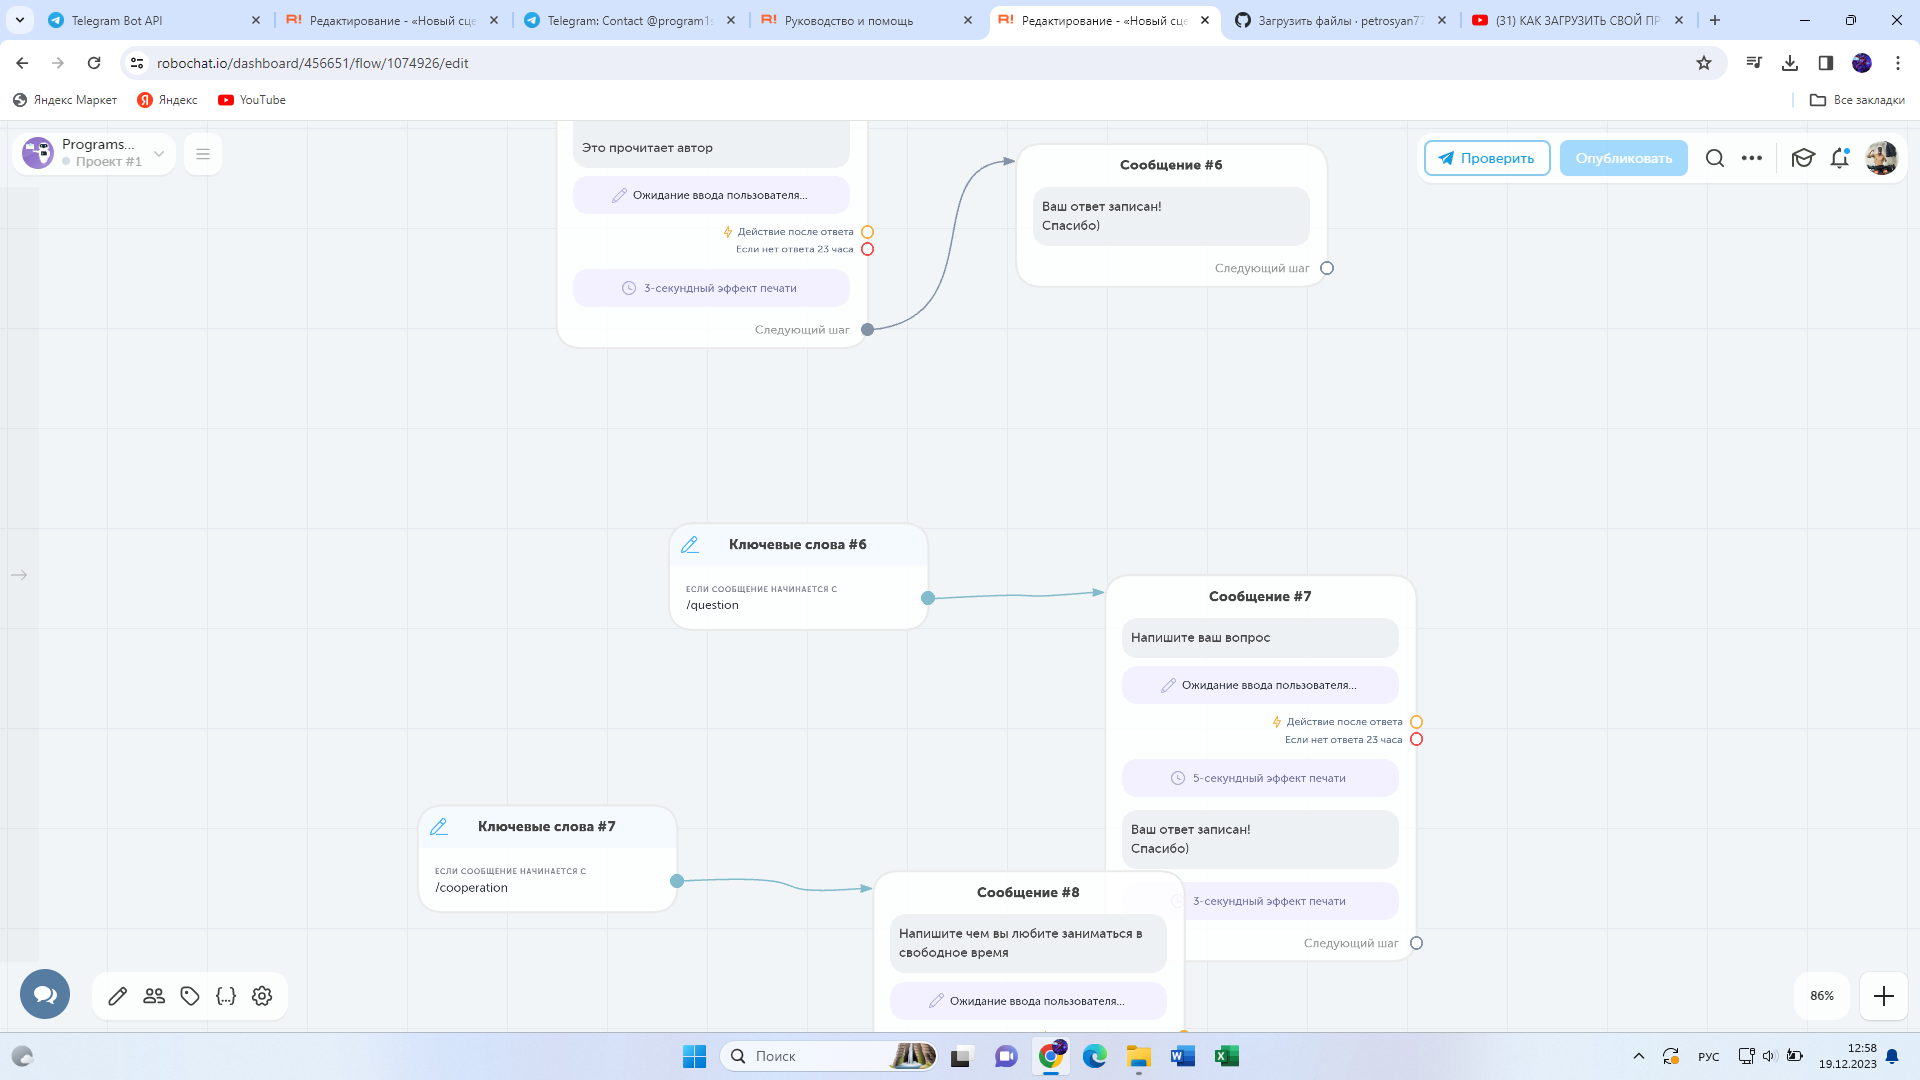 Telegram Bot API
Редактирование - «Новый сце
Telegram: Contact @program1s
Руководство и помощь
Редактирование - «Новый сце
Загрузить файлы · petrosyan77
(31) КАК ЗАГРУЗИТЬ СВОЙ ПР
robochat.io/dashboard/456651/flow/1074926/edit
Яндекс Маркет
Яндекс
YouTube
Все закладки
Programs...
Проект #1
Проверить
Опубликовать
Это прочитает автор
Ожидание ввода пользователя...
Действие после ответа
Если нет ответа 23 часа
3-секундный эффект печати
Следующий шаг
Сообщение #6
Ваш ответ записан!
Спасибо)
Следующий шаг
Ключевые слова #6
ЕСЛИ СООБЩЕНИЕ НАЧИНАЕТСЯ С
/question
Сообщение #7
Напишите ваш вопрос
Ожидание ввода пользователя...
Действие после ответа
Если нет ответа 23 часа
5-секундный эффект печати
Ваш ответ записан!
Спасибо)
3-секундный эффект печати
Следующий шаг
Ключевые слова #7
ЕСЛИ СООБЩЕНИЕ НАЧИНАЕТСЯ С
/cooperation
Сообщение #8
Напишите чем вы любите заниматься в
свободное время
Ожидание ввода пользователя...
86%
Поиск
РУС
12:58
19.12.2023